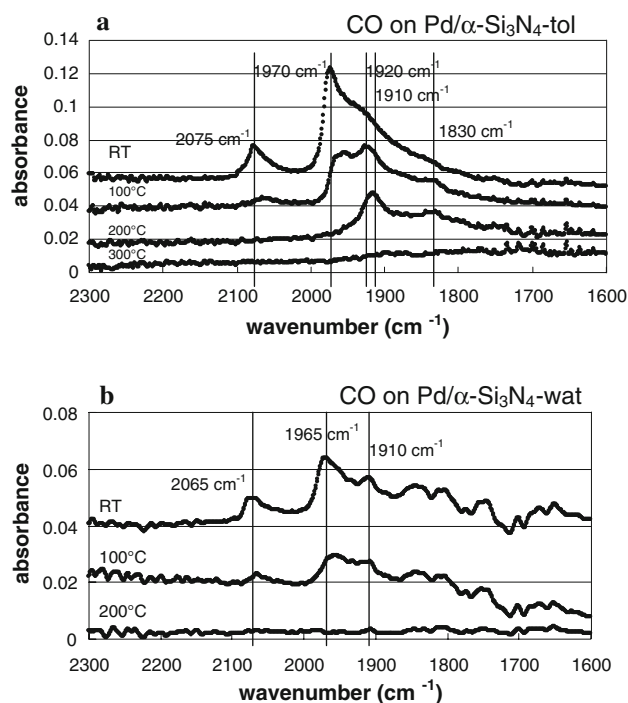 a
CO on Pd/α-Si₃N₄-tol
0.14
0.12
0.1
0.08
0.06
0.04
0.02
0
absorbance
1970 cm⁻¹
1920 cm⁻¹
1910 cm⁻¹
2075 cm⁻¹
1830 cm⁻¹
RT
100°C
200°C
300°C
2300 2200 2100 2000 1900 1800 1700 1600
wavenumber (cm ⁻¹)
b
CO on Pd/α-Si₃N₄-wat
0.08
0.06
0.04
0.02
0
absorbance
1965 cm⁻¹
1910 cm⁻¹
2065 cm⁻¹
RT
100°C
200°C
2300 2200 2100 2000 1900 1800 1700 1600
wavenumber (cm⁻¹)